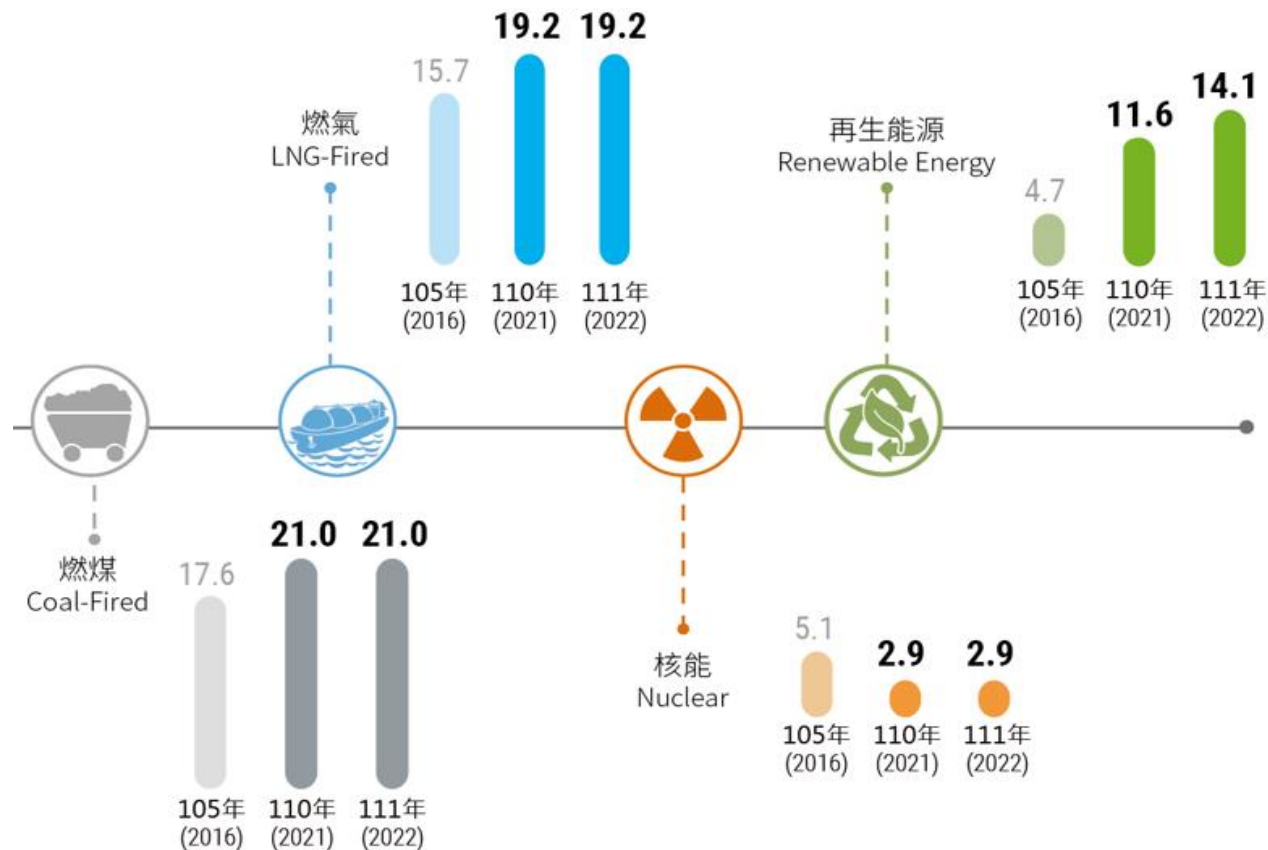 燃煤
Coal-Fired
17.6
21.0
21.0
105年
(2016)
110年
(2021)
111年
(2022)
燃氣
LNG-Fired
15.7
19.2
19.2
105年
(2016)
110年
(2021)
111年
(2022)
核能
Nuclear
5.1
2.9
2.9
105年
(2016)
110年
(2021)
111年
(2022)
再生能源
Renewable Energy
4.7
11.6
14.1
105年
(2016)
110年
(2021)
111年
(2022)